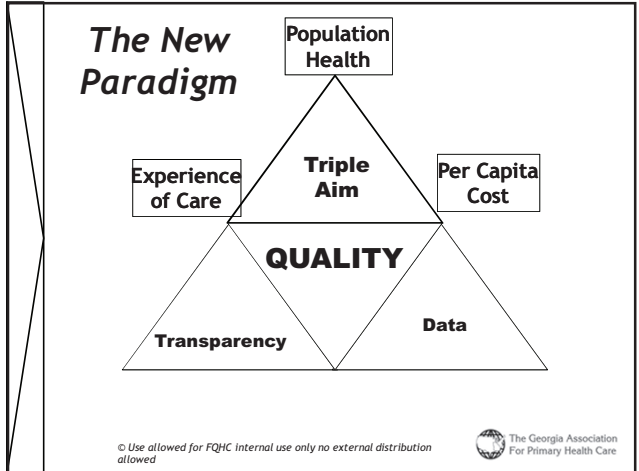 The New
Paradigm
Population
Health
Triple
Aim
Experience
of Care
Per Capita
Cost
QUALITY
Transparency
Data
© Use allowed for FQHC internal use only no external distribution
allowed
The Georgia Association
For Primary Health Care